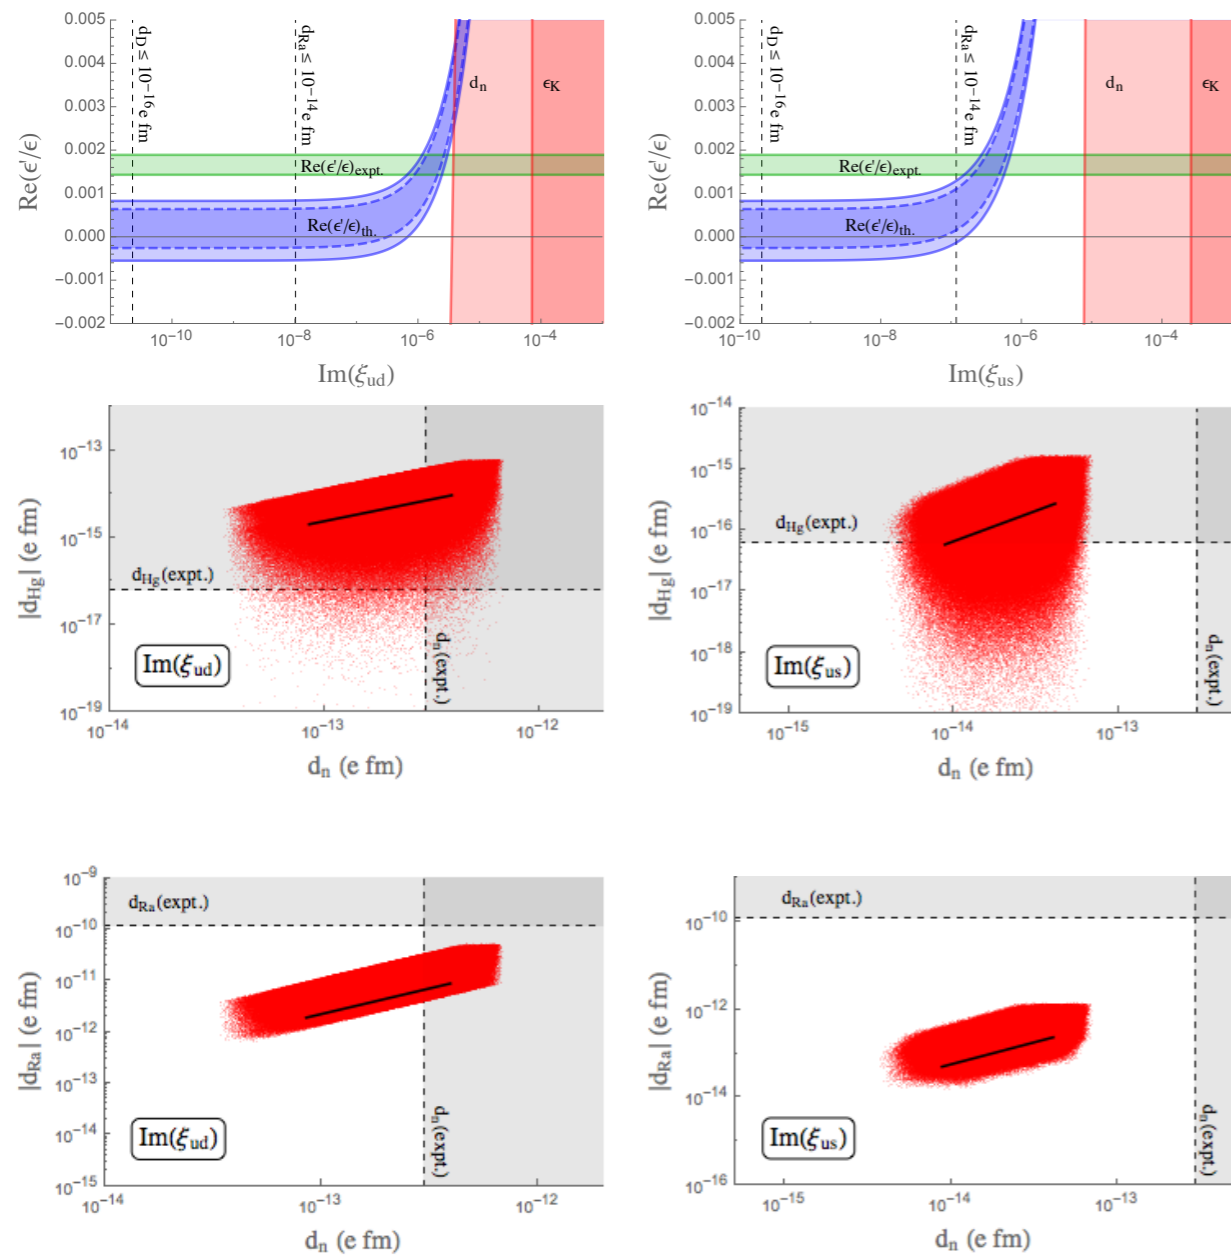 0.005
0.004
0.003
0.002
0.001
0.000
−0.001
−0.002
Re(ϵ'/ϵ)
d_D ≤ 10^−16 e fm
d_Ra ≤ 10^−14 e fm
d_n
ϵ_K
Re(ϵ'/ϵ)_expt.
Re(ϵ'/ϵ)_th.
10^−10
10^−8
10^−6
10^−4
Im(ξ_ud)
0.005
0.004
0.003
0.002
0.001
0.000
−0.001
−0.002
Re(ϵ'/ϵ)
d_D ≤ 10^−16 e fm
d_Ra ≤ 10^−14 e fm
d_n
ϵ_K
Re(ϵ'/ϵ)_expt.
Re(ϵ'/ϵ)_th.
10^−10
10^−8
10^−6
10^−4
Im(ξ_us)
10^−13
10^−15
10^−17
10^−19
|d_Hg| (e fm)
d_Hg(expt.)
d_n(expt.)
Im(ξ_ud)
10^−14
10^−13
10^−12
d_n (e fm)
10^−14
10^−15
10^−16
10^−17
10^−18
10^−19
|d_Hg| (e fm)
d_Hg(expt.)
d_n(expt.)
Im(ξ_us)
10^−15
10^−14
10^−13
d_n (e fm)
10^−9
10^−10
10^−11
10^−12
10^−13
10^−14
10^−15
|d_Ra| (e fm)
d_Ra(expt.)
d_n(expt.)
Im(ξ_ud)
10^−14
10^−13
10^−12
d_n (e fm)
10^−10
10^−12
10^−14
10^−16
|d_Ra| (e fm)
d_Ra(expt.)
d_n(expt.)
Im(ξ_us)
10^−15
10^−14
10^−13
d_n (e fm)